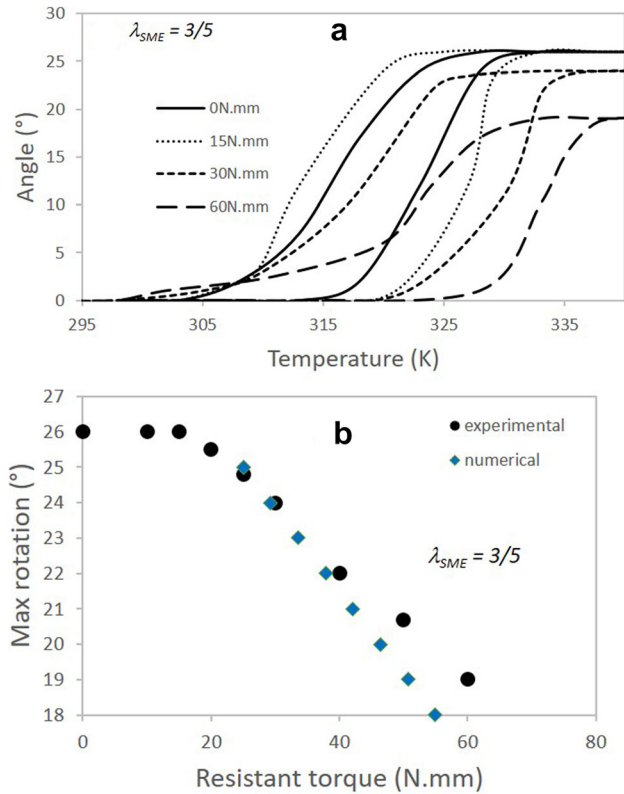 λSME = 3/5
a
30
25
20
15
10
5
0
Angle (°)
0N.mm
15N.mm
30N.mm
60N.mm
295 305 315 325 335
Temperature (K)
b
27
26
25
24
23
22
21
20
19
18
Max rotation (°)
experimental
numerical
λSME = 3/5
0 20 40 60 80
Resistant torque (N.mm)